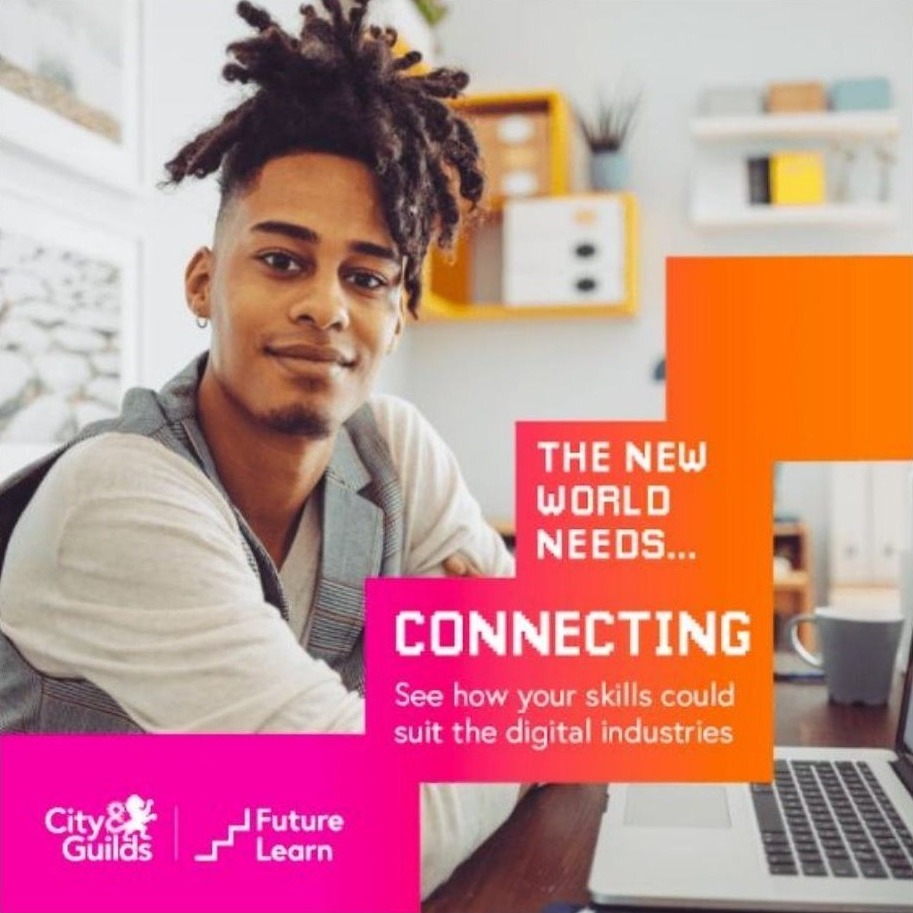 THE NEW
WORLD
NEEDS...
CONNECTING
See how your skills could
suit the digital industries
City&
Guilds
Future
Learn